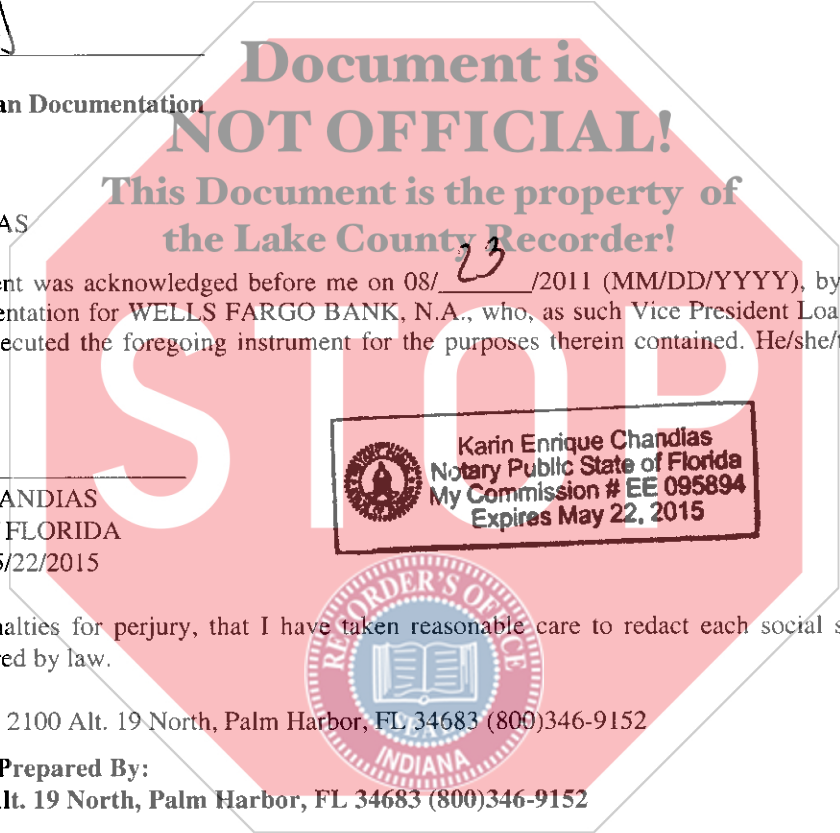 Document is
an Documentation
NOT OFFICIAL!
This Document is the property of
AS
the Lake County Recorder!
ent was acknowledged before me on 08/ 23 /2011 (MM/DD/YYYY), by
entation for WELLS FARGO BANK, N.A., who, as such Vice President Loa
ecuted the foregoing instrument for the purposes therein contained. He/she/t
STOP
Karin Enrique Chandias
Notary Public State of Florida
My Commission # EE 095894
Expires May 22, 2015
ANDIAS
FLORIDA
5/22/2015
RECORDER'S OFFICE
nalties for perjury, that I have taken reasonable care to redact each social s
red by law.
2100 Alt. 19 North, Palm Harbor, FL 34683 (800)346-9152
INDIANA
Prepared By:
Alt. 19 North, Palm Harbor, FL 34683 (800)346-9152